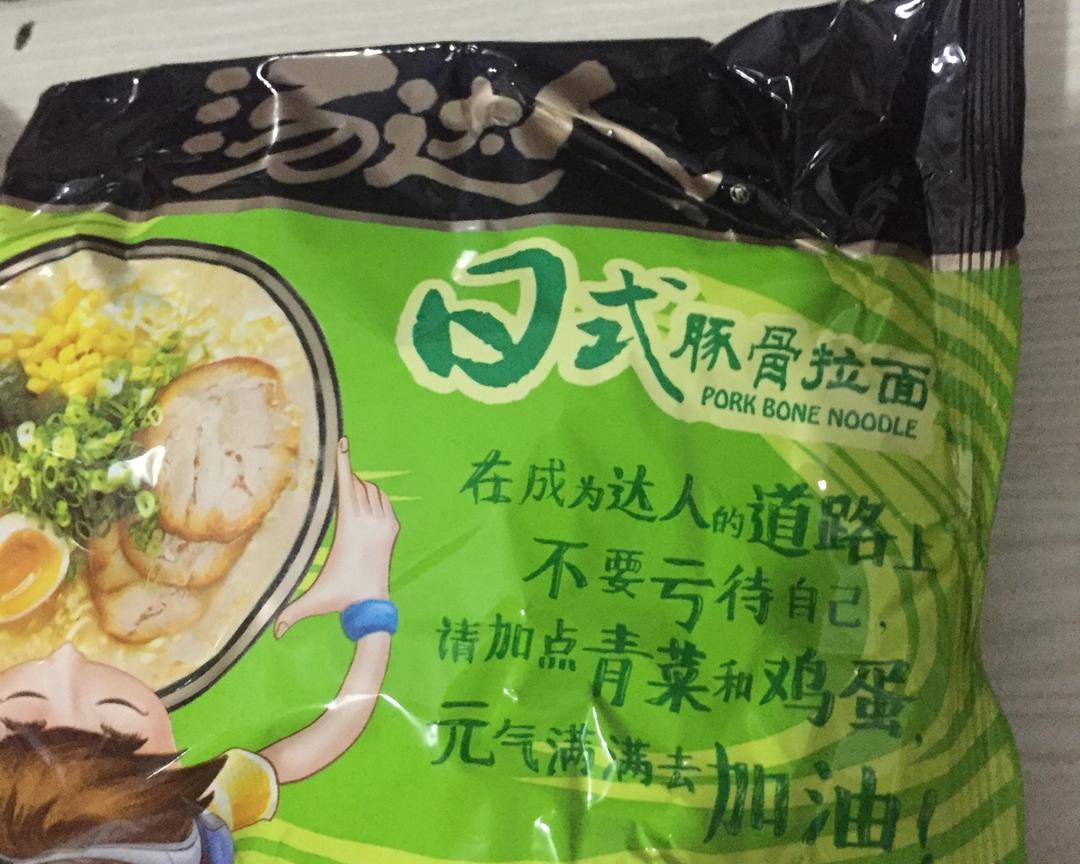 汤达人
日式豚骨拉面
PORK BONE NOODLE
在成为达人的道路上
不要亏待自己,
请加点青菜和鸡蛋,
元气满满去加油!